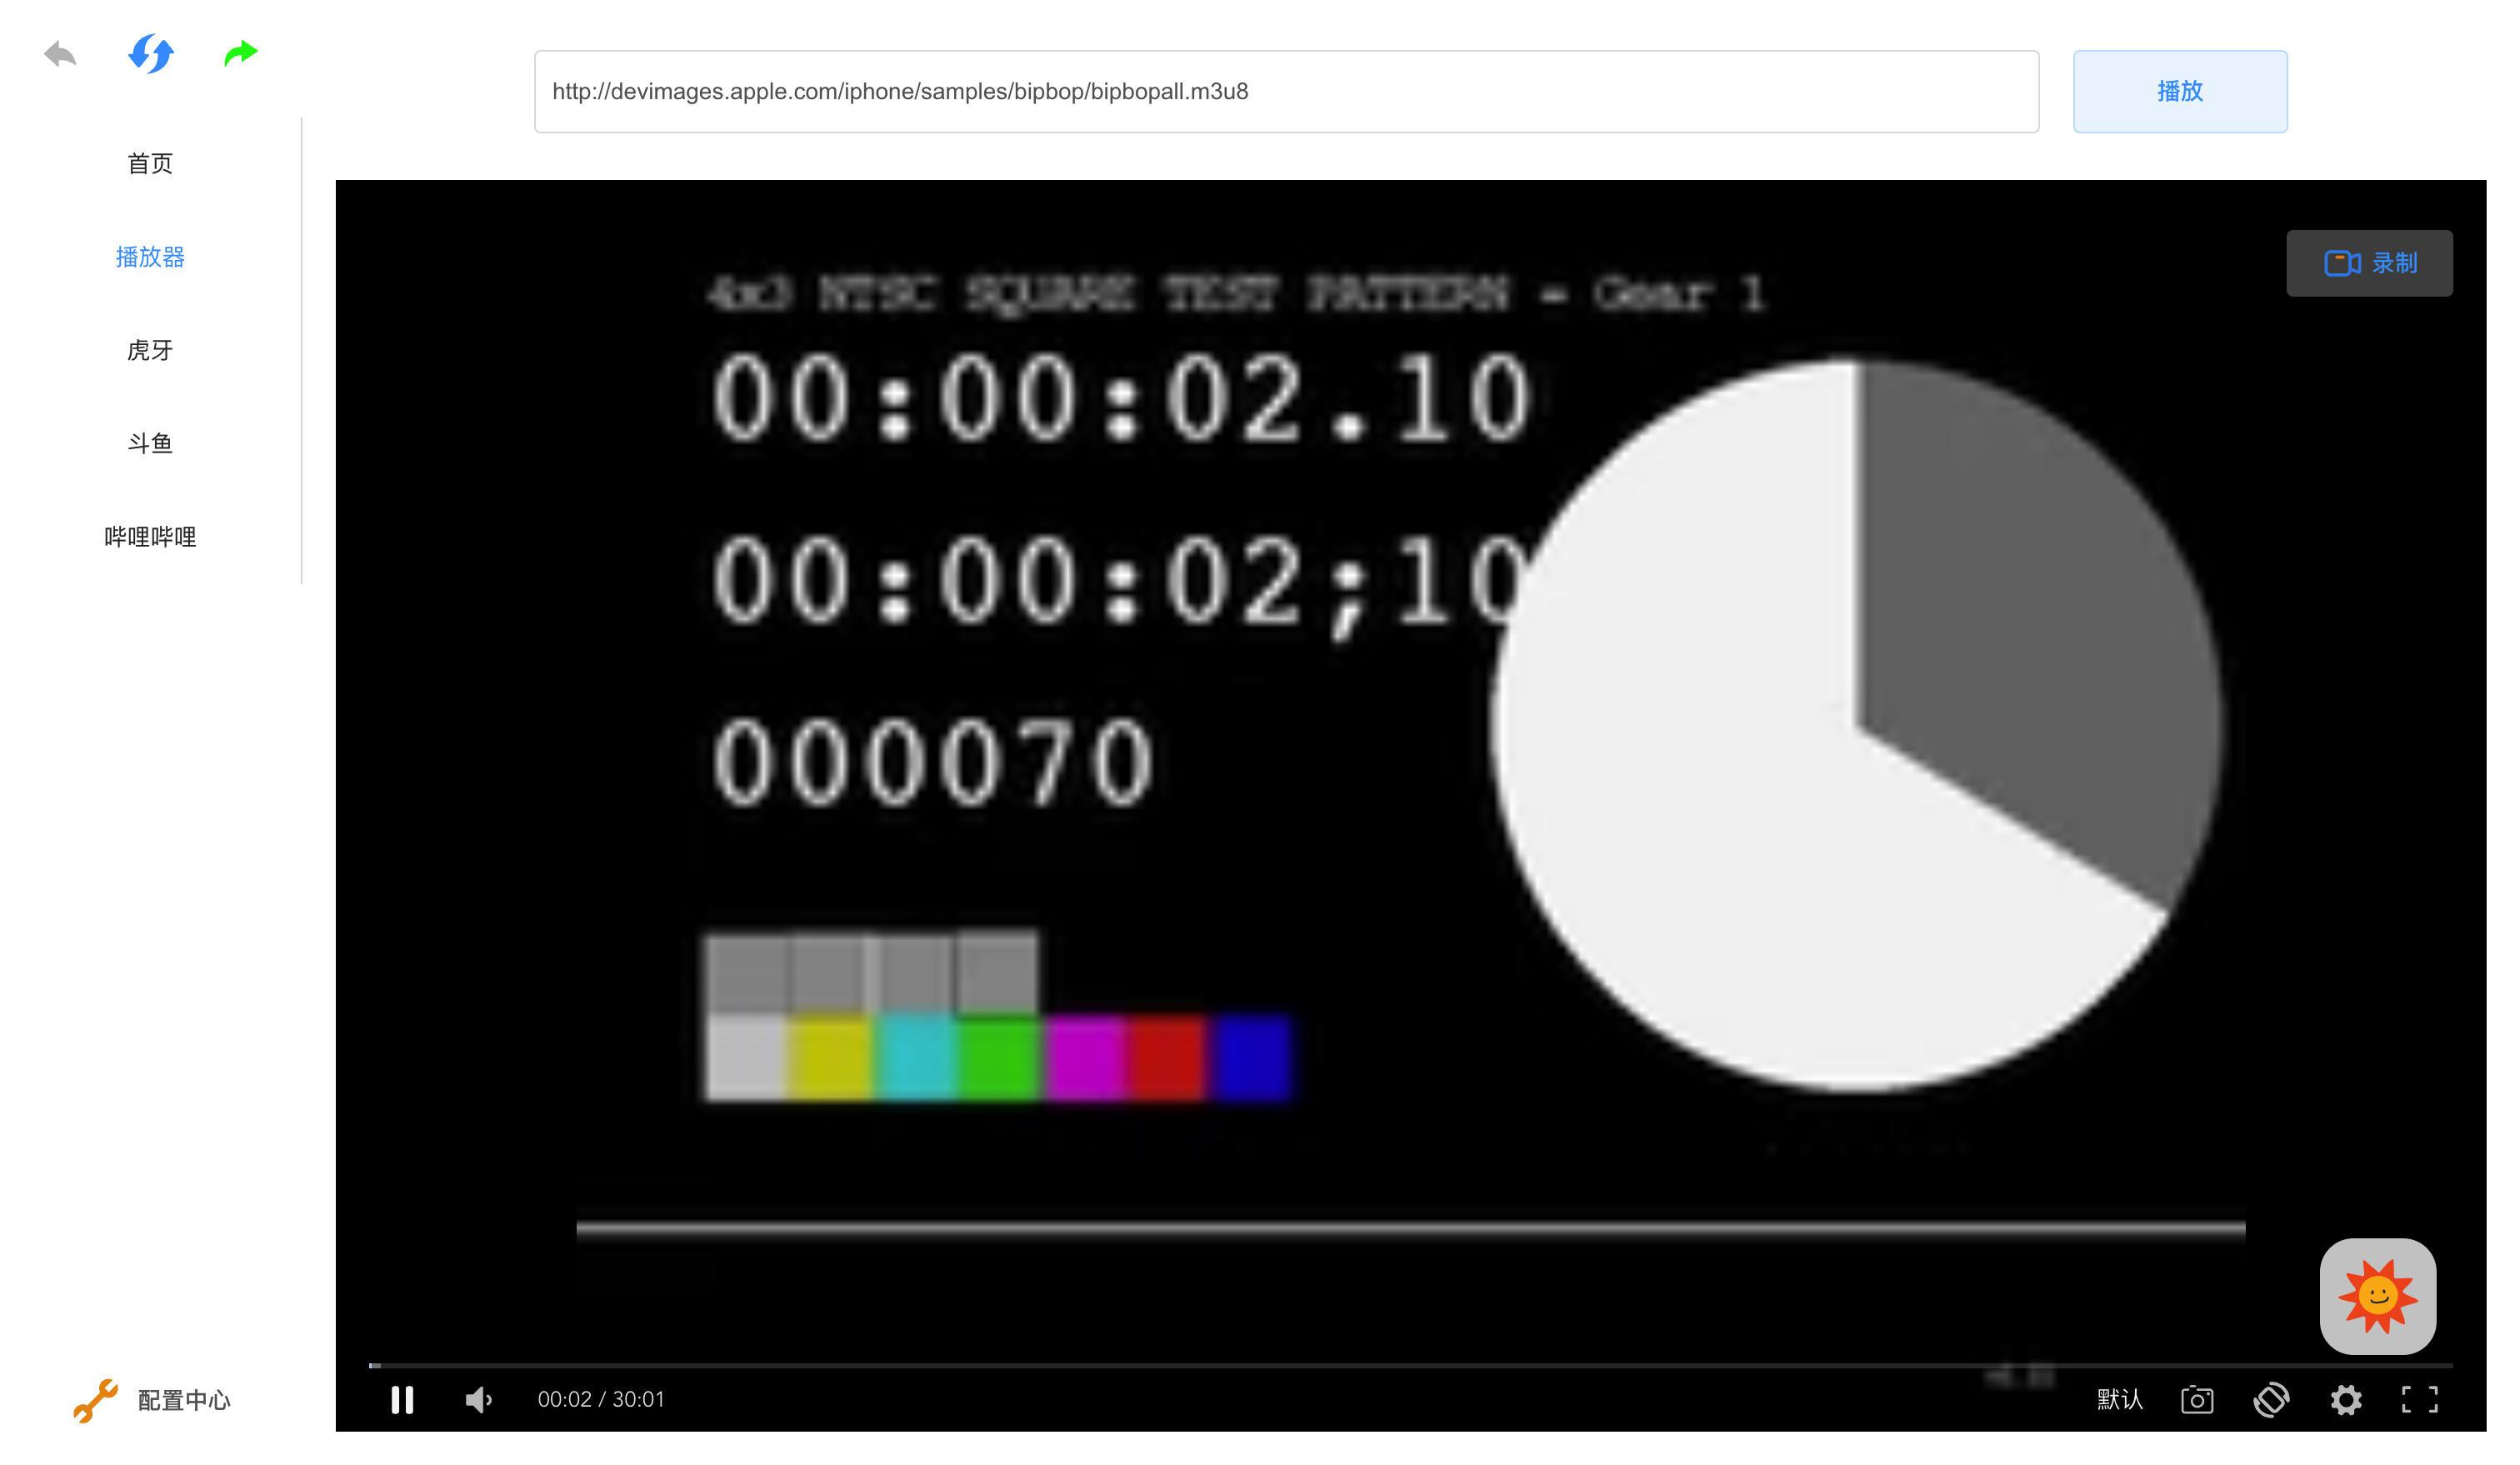 http://devimages.apple.com/iphone/samples/bipbop/bipbopall.m3u8
播放
首页
播放器
虎牙
斗鱼
哔哩哔哩
配置中心
录制
4x3 NTSC SQUARE TEST PATTERN - Gear 1
00:00:02.10
00:00:02;10
000070
00:02 / 30:01
默认